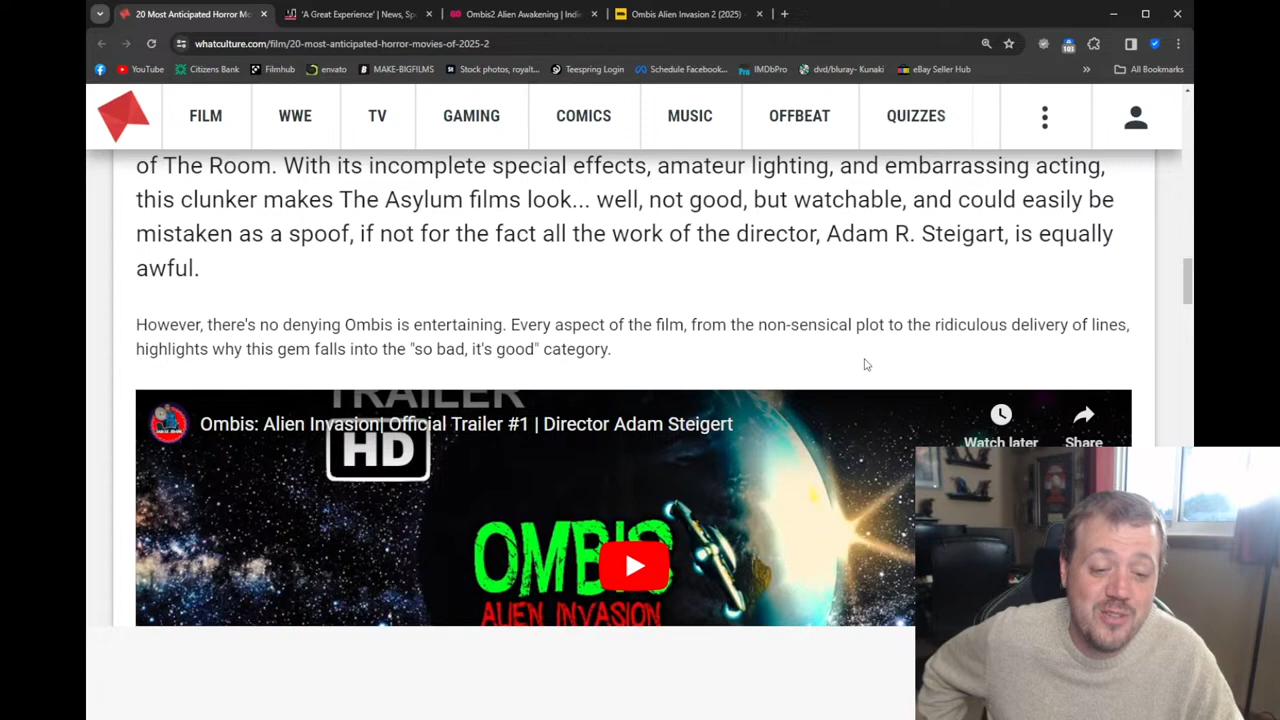 20 Most Anticipated Horror Mo
'A Great Experience' | News, Sp
Ombis2 Alien Awakening | Indi
Ombis Alien Invasion 2 (2025)
whatculture.com/film/20-most-anticipated-horror-movies-of-2025-2
103
YouTube
Citizens Bank
Filmhub
envato
MAKE-BIGFILMS
Stock photos, royalt...
Teespring Login
Schedule Facebook...
IMDbPro
dvd/bluray- Kunaki
eBay Seller Hub
»
All Bookmarks
FILM
WWE
TV
GAMING
COMICS
MUSIC
OFFBEAT
QUIZZES
of The Room. With its incomplete special effects, amateur lighting, and embarrassing acting,
this clunker makes The Asylum films look... well, not good, but watchable, and could easily be
mistaken as a spoof, if not for the fact all the work of the director, Adam R. Steigart, is equally
awful.
However, there's no denying Ombis is entertaining. Every aspect of the film, from the non-sensical plot to the ridiculous delivery of lines,
highlights why this gem falls into the "so bad, it's good" category.
TRAILER
Ombis: Alien Invasion| Official Trailer #1 | Director Adam Steigert
Watch later
Share
HD
OMBIS
ALIEN INVASION